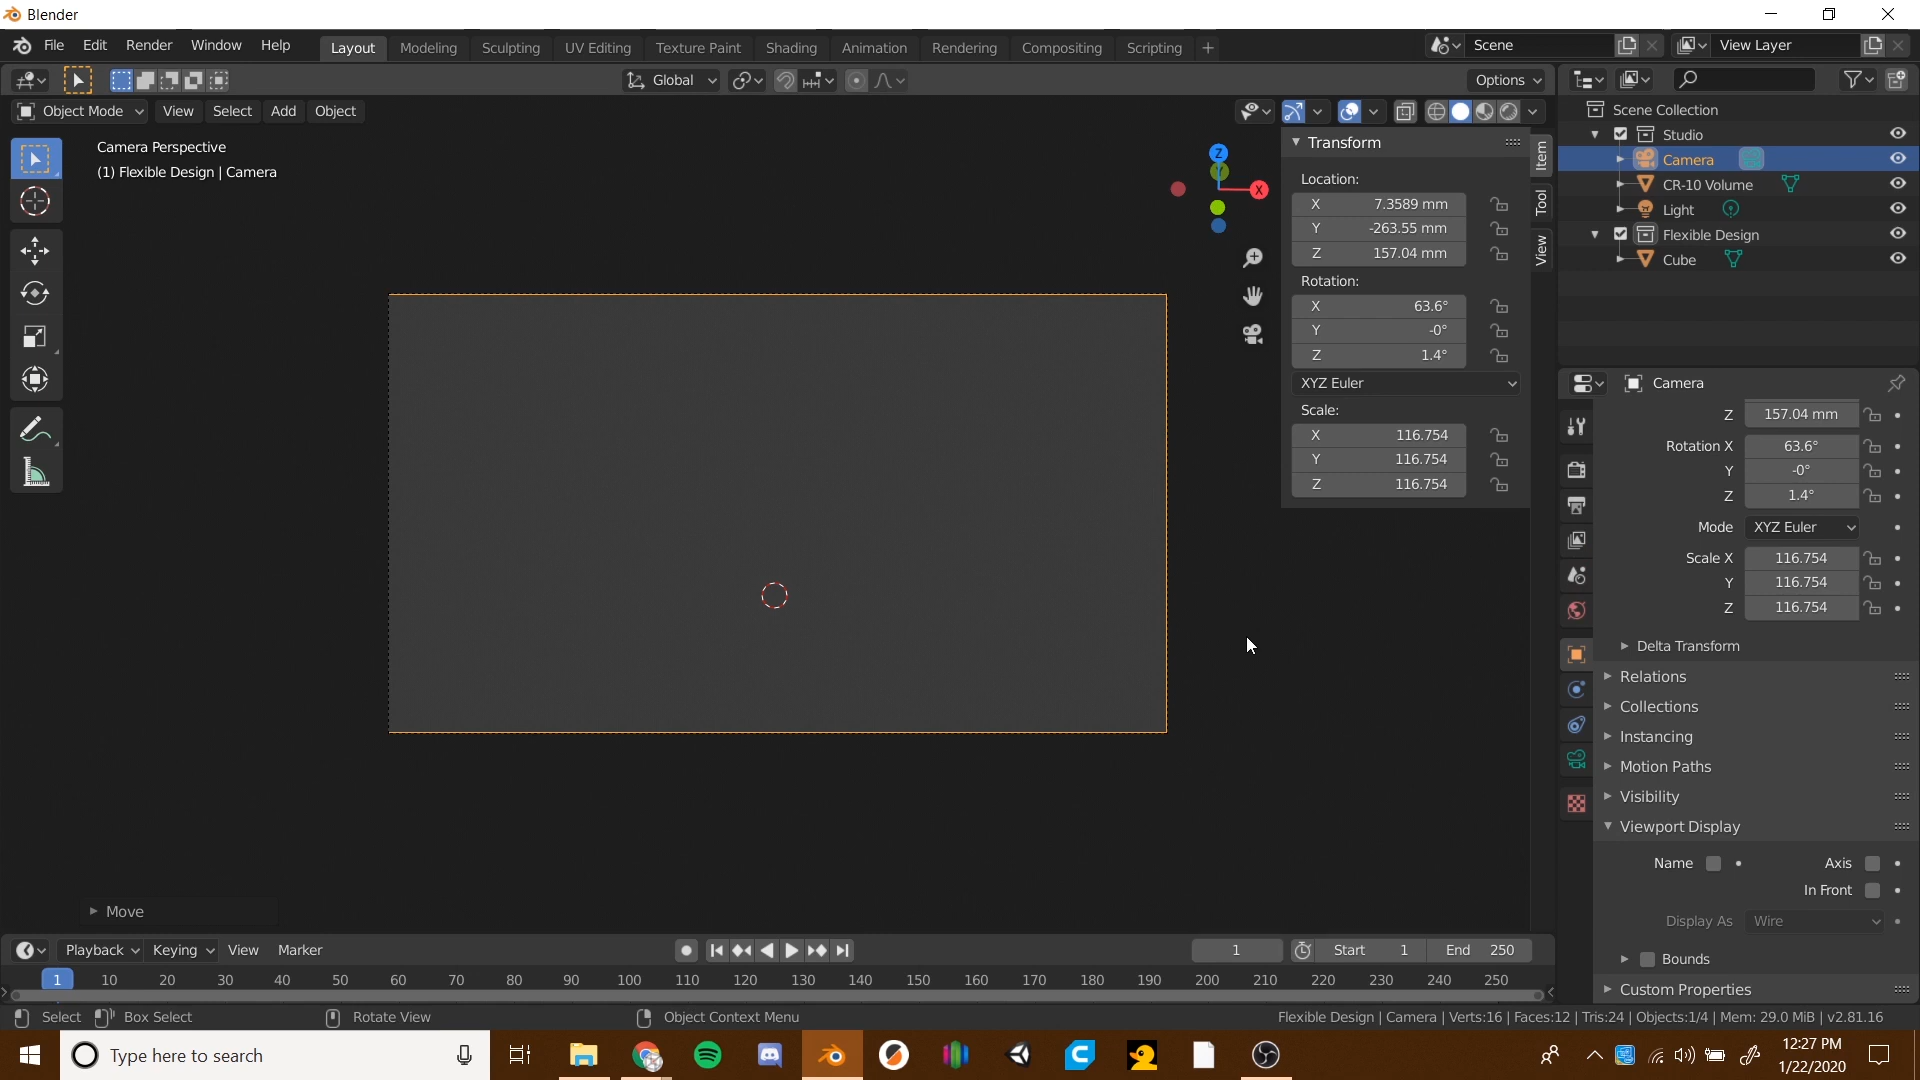 Blender
File Edit Render Window Help Layout Modeling Sculpting UV Editing Texture Paint Shading Animation Rendering Compositing Scripting + Scene View Layer
Global Options
Object Mode View Select Add Object
Camera Perspective
(1) Flexible Design | Camera
Z
Y
X
Transform
Location:
X 7.3589 mm
Y -263.55 mm
Z 157.04 mm
Rotation:
X 63.6°
Y -0°
Z 1.4°
XYZ Euler
Scale:
X 116.754
Y 116.754
Z 116.754
Item
Tool
View
Scene Collection
Studio
Camera
CR-10 Volume
Light
Flexible Design
Cube
Camera
Z 157.04 mm
Rotation X 63.6°
Y -0°
Z 1.4°
Mode XYZ Euler
Scale X 116.754
Y 116.754
Z 116.754
Delta Transform
Relations
Collections
Instancing
Motion Paths
Visibility
Viewport Display
Name Axis
In Front
Display As Wire
Bounds
Custom Properties
Move
Playback Keying View Marker 1 Start 1 End 250
1 10 20 30 40 50 60 70 80 90 100 110 120 130 140 150 160 170 180 190 200 210 220 230 240 250
Select Box Select Rotate View Object Context Menu Flexible Design | Camera | Verts:16 | Faces:12 | Tris:24 | Objects:1/4 | Mem: 29.0 MiB | v2.81.16
Type here to search
12:27 PM
1/22/2020